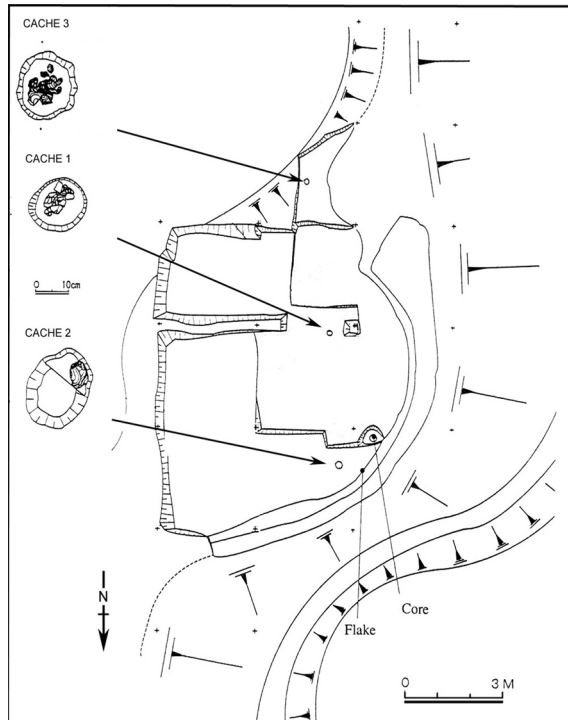 CACHE 3
CACHE 1
0 10cm
CACHE 2
N
Core
Flake
0 3 M